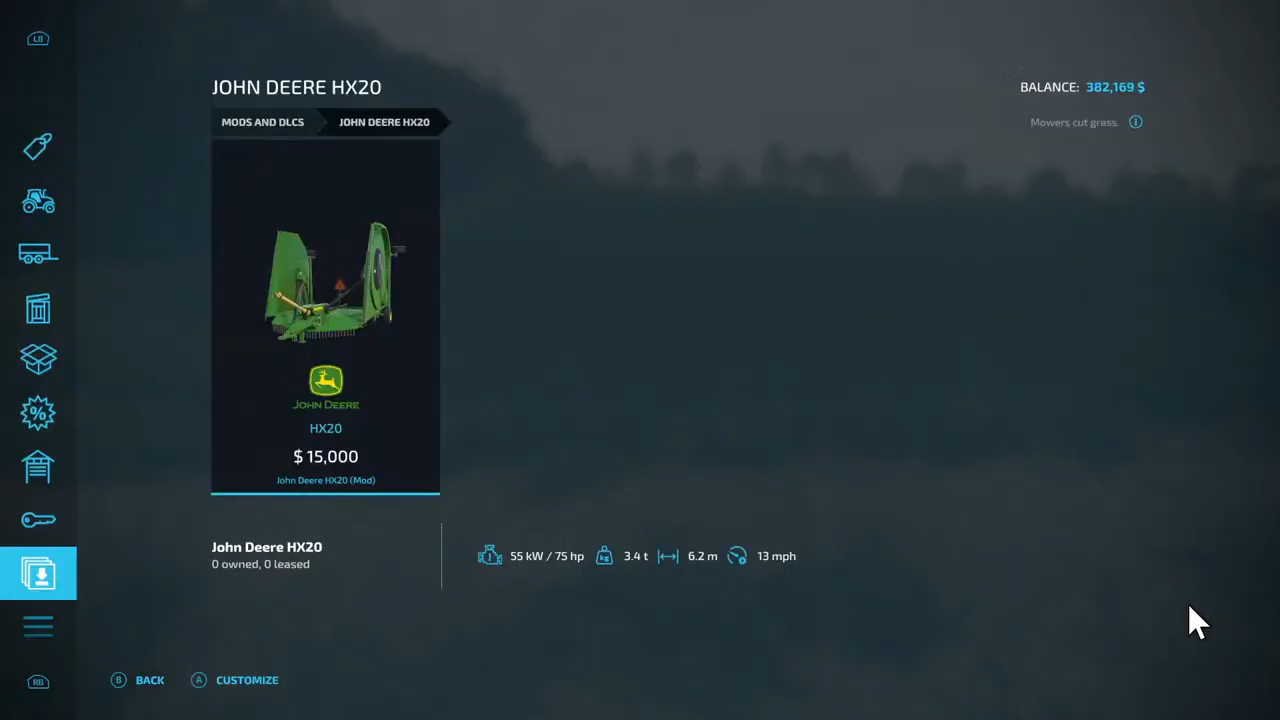 LB
JOHN DEERE HX20
BALANCE: 382,169 $
MODS AND DLCS
JOHN DEERE HX20
Mowers cut grass.
JOHN DEERE
HX20
$ 15,000
John Deere HX20 (Mod)
John Deere HX20
0 owned, 0 leased
55 kW / 75 hp
3.4 t
6.2 m
13 mph
RB
B BACK
A CUSTOMIZE